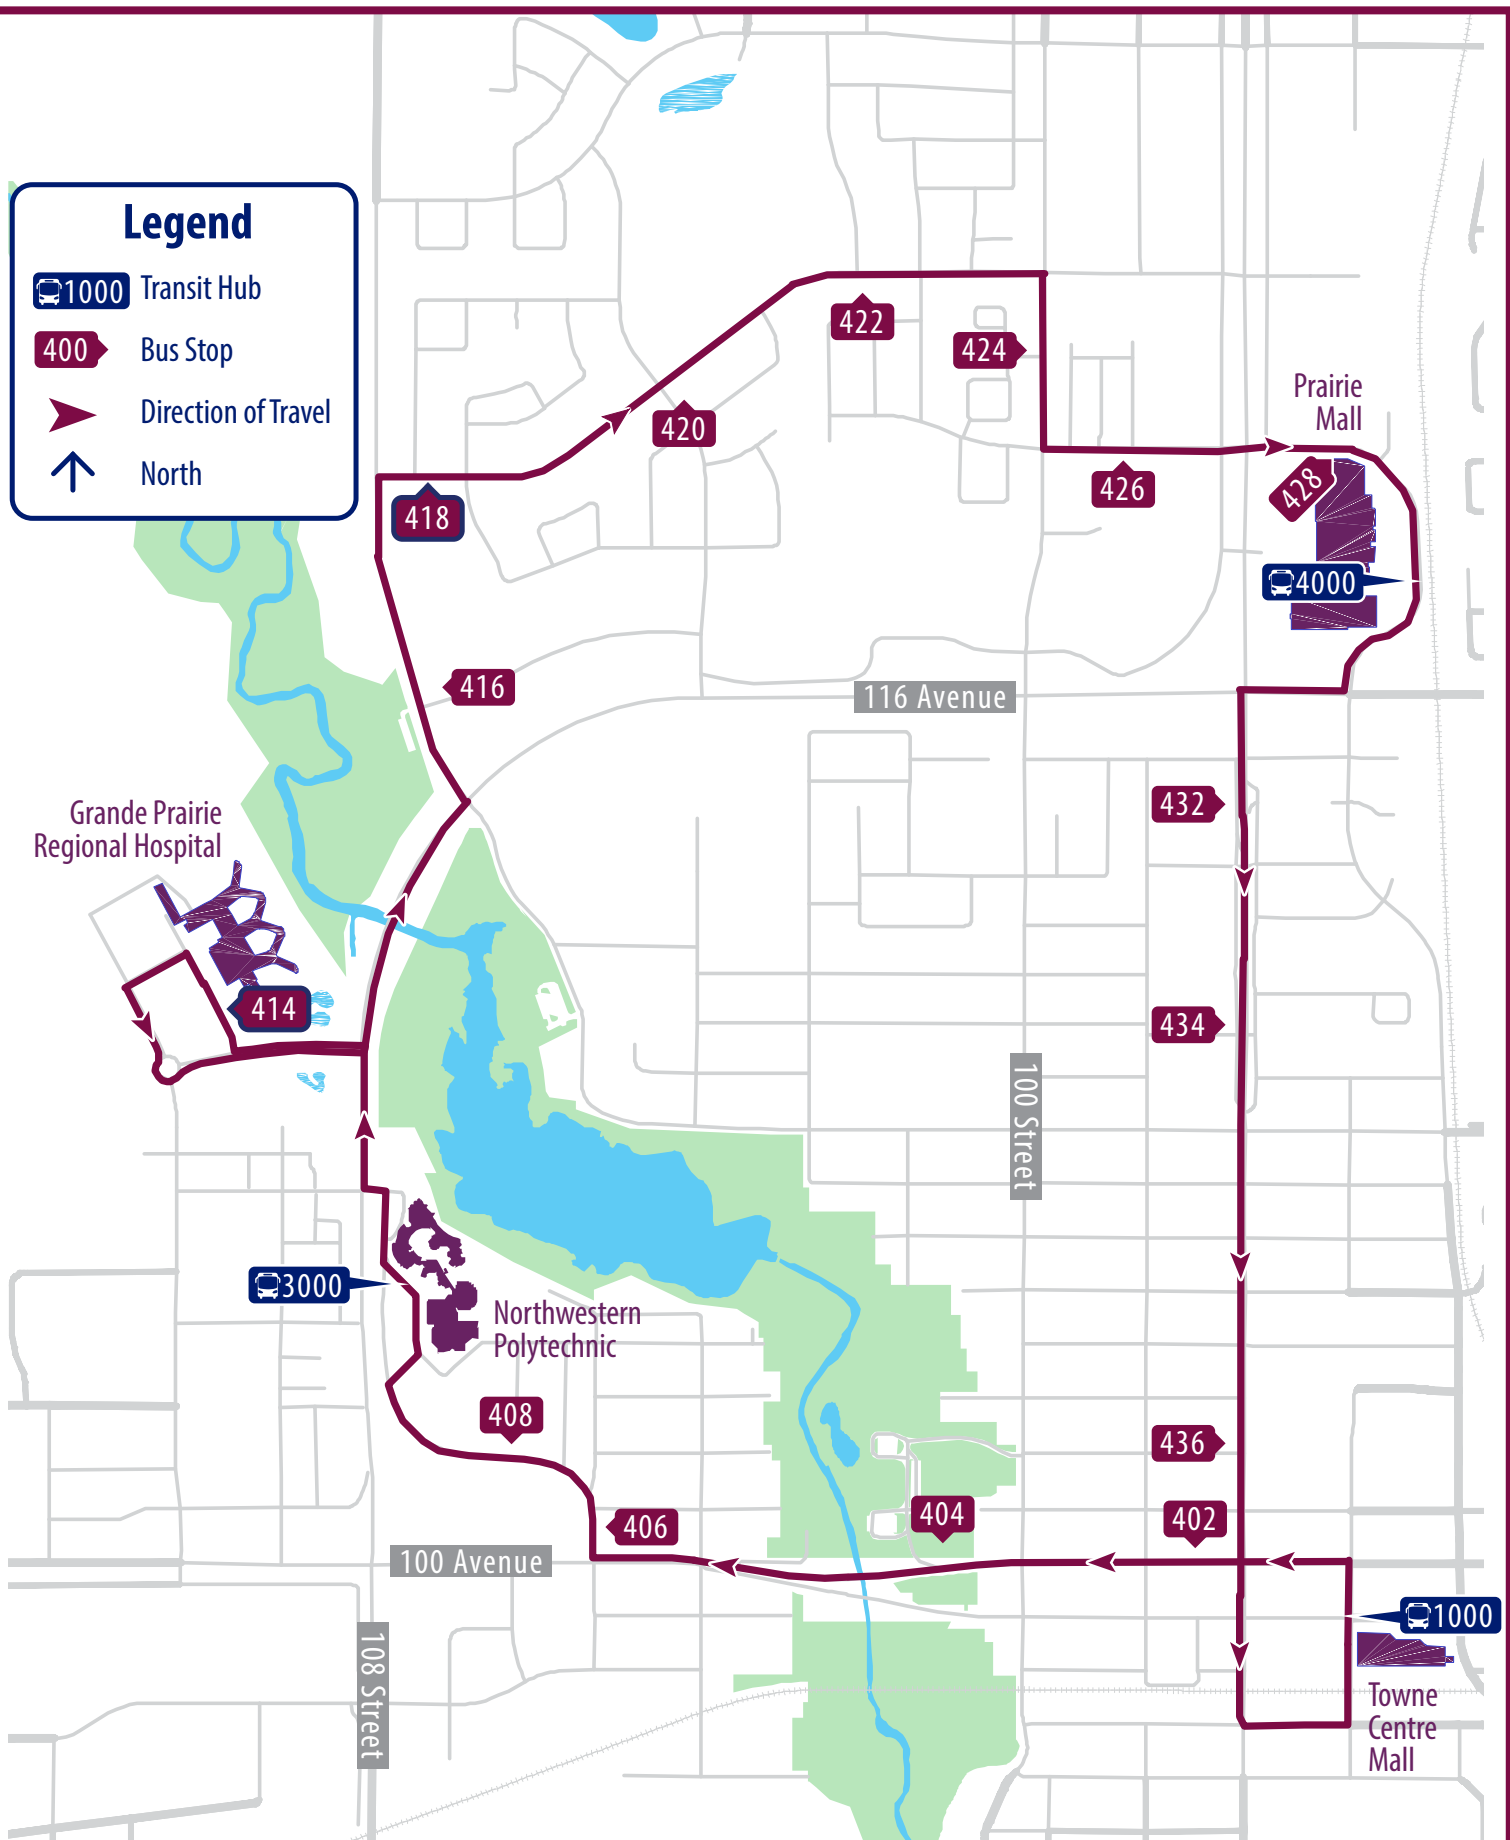 Legend
1000 Transit Hub
400 Bus Stop
Direction of Travel
North
422
424
Prairie
Mall
420
426
428
418
4000
416
116 Avenue
432
Grande Prairie
Regional Hospital
414
434
100 Street
3000
Northwestern
Polytechnic
408
436
404
402
406
100 Avenue
1000
108 Street
Towne
Centre
Mall